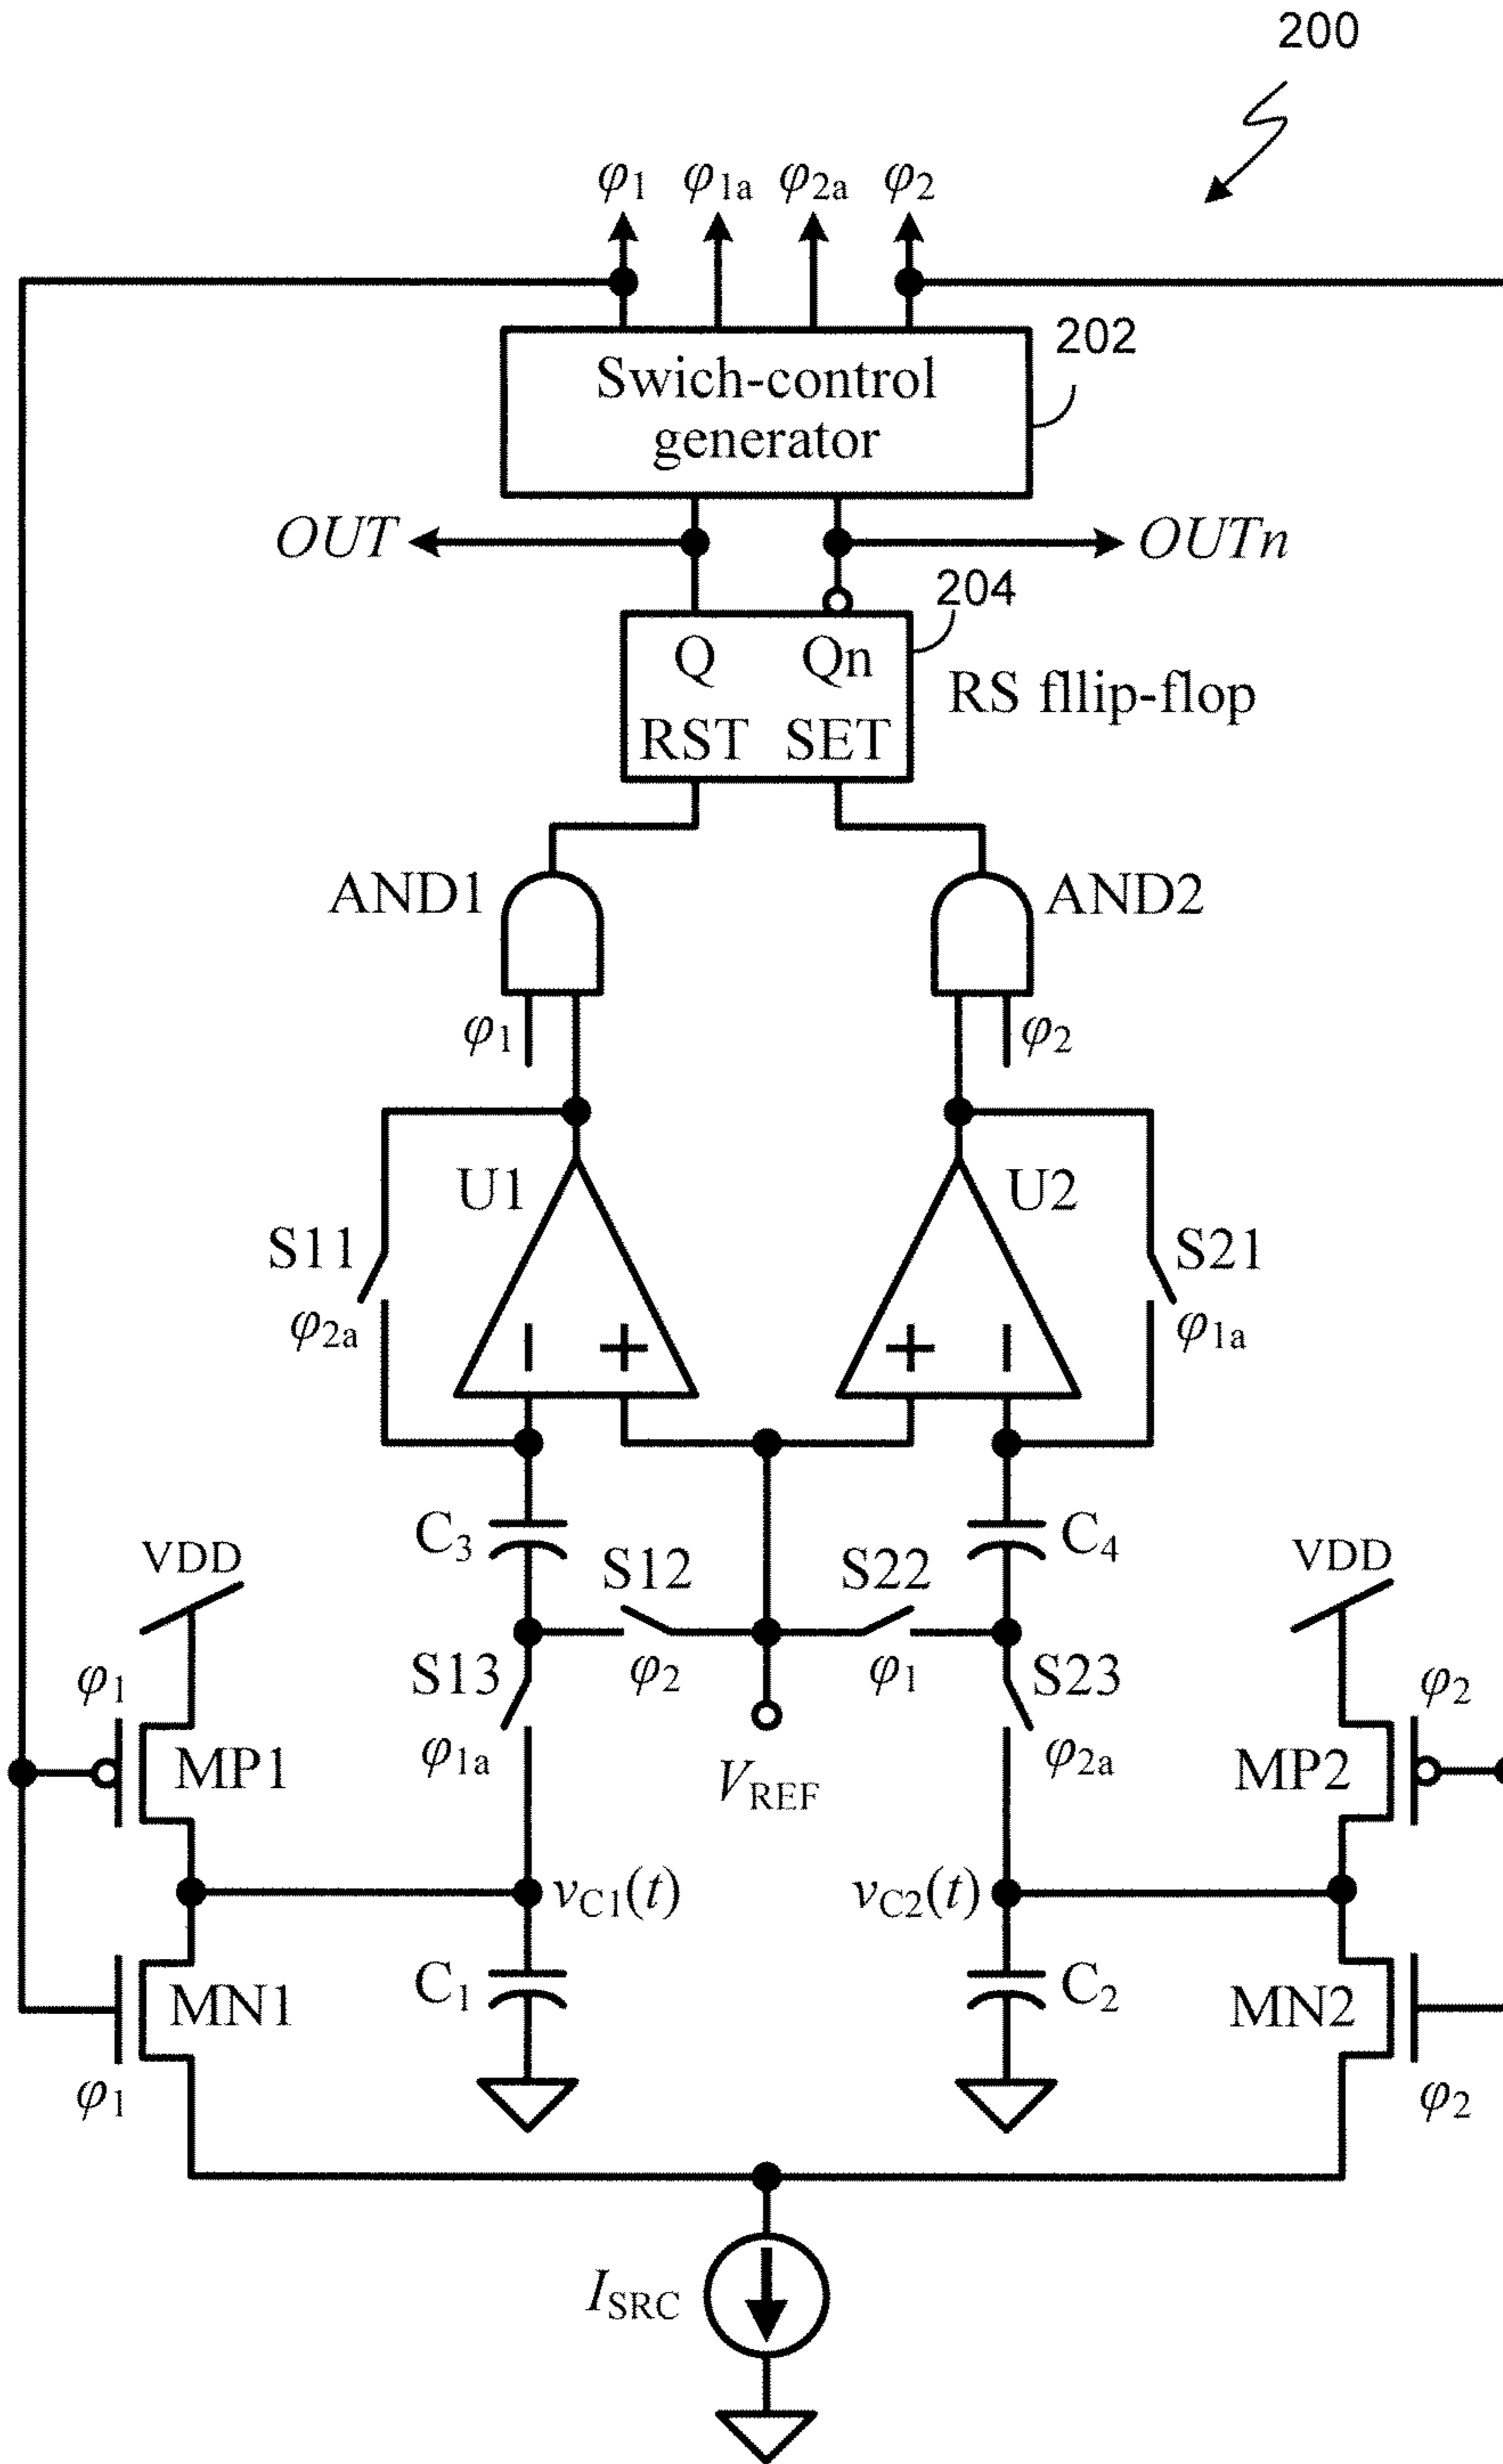 200
φ1 φ1a φ2a φ2
202
Swich-control
generator
OUT
OUTn
204
Q Qn
RST SET
RS fllip-flop
AND1
AND2
φ1
φ2
U1
U2
S11
S21
φ2a
φ1a
− +
+ −
C3
C4
VDD
VDD
S12
S22
φ2
φ1
S13
S23
φ1a
φ2a
VREF
φ1
φ2
MP1
MP2
vC1(t)
vC2(t)
C1
C2
MN1
MN2
φ1
φ2
ISRC